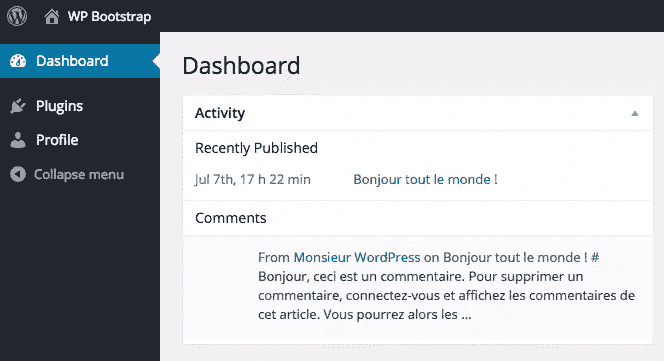 WP Bootstrap
Dashboard
Plugins
Profile
Collapse menu
Dashboard
Activity
Recently Published
Jul 7th, 17 h 22 min Bonjour tout le monde !
Comments
From Monsieur WordPress on Bonjour tout le monde ! #
Bonjour, ceci est un commentaire. Pour supprimer un
commentaire, connectez-vous et affichez les commentaires de
cet article. Vous pourrez alors les ...